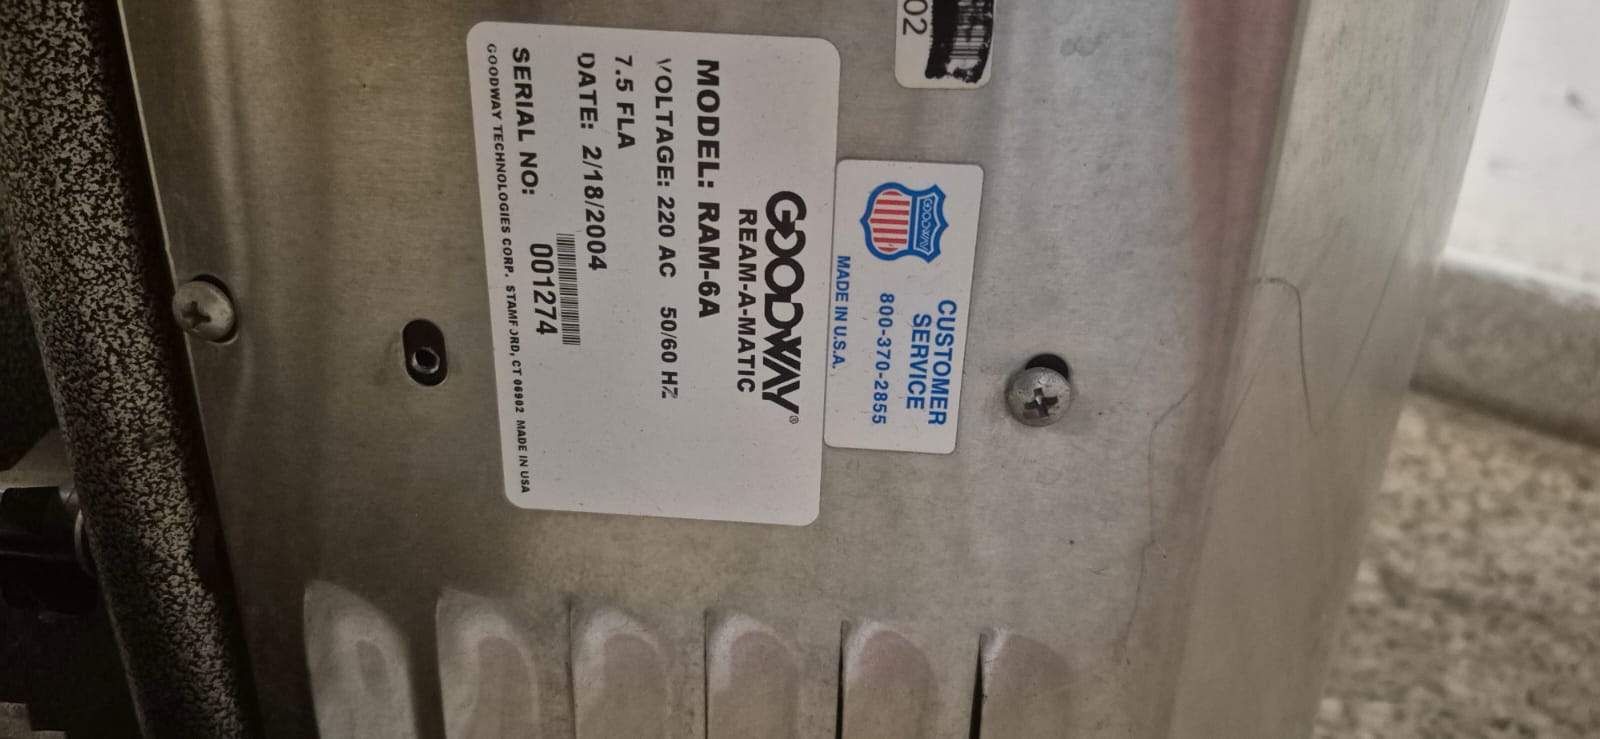 GOODWAY®
REAM-A-MATIC
MODEL: RAM-6A
VOLTAGE: 220 AC 50/60 HZ
7.5 FLA
DATE: 2/18/2004
SERIAL NO: 001274
GOODWAY TECHNOLOGIES CORP. STAMFORD, CT 06902 MADE IN USA
GOODWAY
CUSTOMER
SERVICE
800-370-2855
MADE IN U.S.A.
02